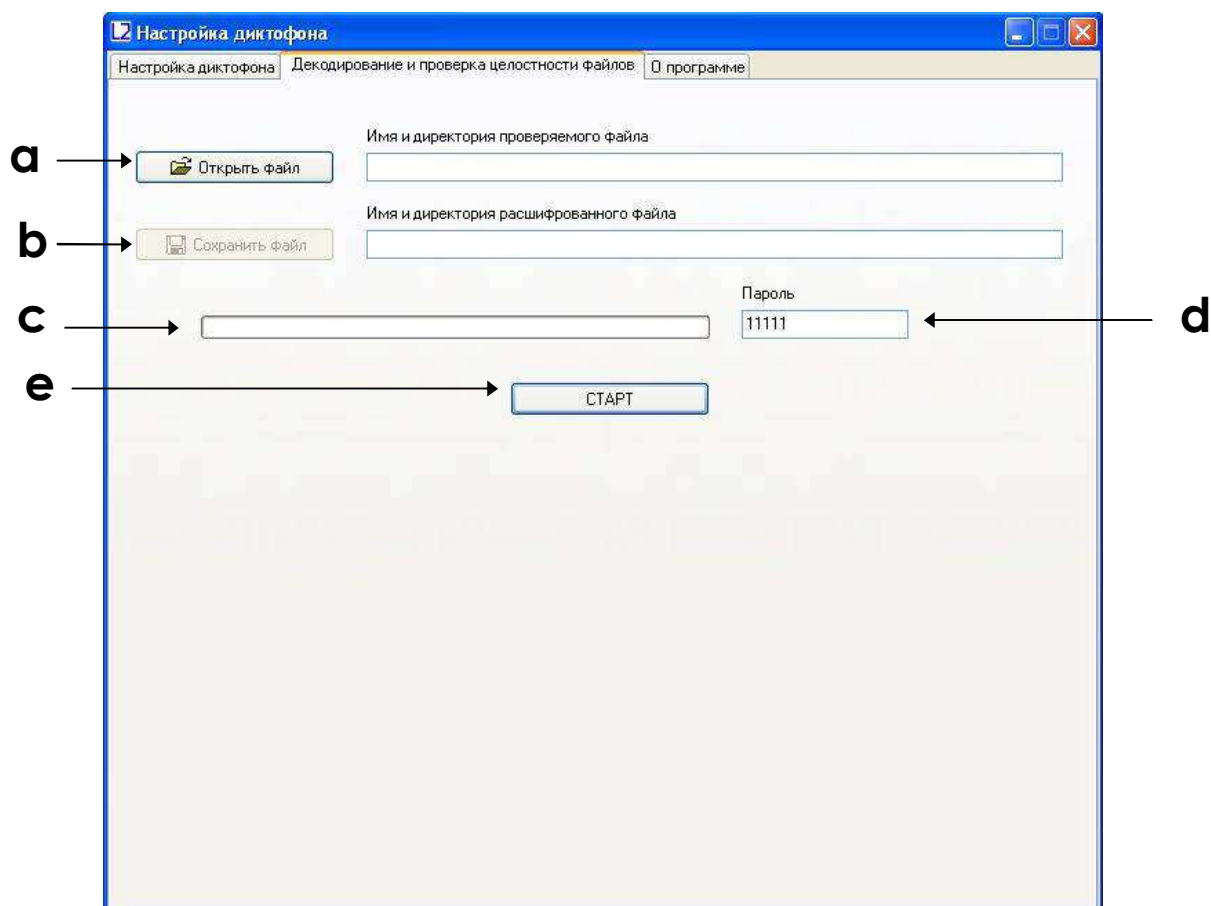 L2 Настройка диктофона
Настройка диктофона Декодирование и проверка целостности файлов О программе
Имя и директория проверяемого файла
a Открыть файл
Имя и директория расшифрованного файла
b Сохранить файл
Пароль
c 11111 d
e СТАРТ